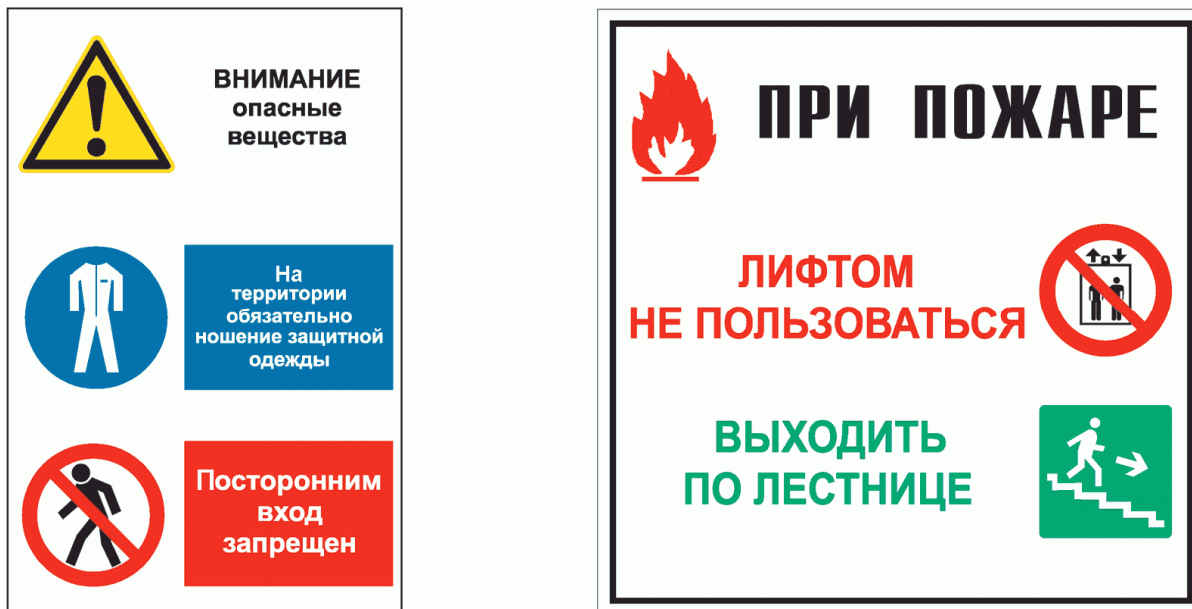 ВНИМАНИЕ
опасные
вещества
На
территории
обязательно
ношение защитной
одежды
Посторонним
вход
запрещен
ПРИ ПОЖАРЕ
ЛИФТОМ
НЕ ПОЛЬЗОВАТЬСЯ
ВЫХОДИТЬ
ПО ЛЕСТНИЦЕ